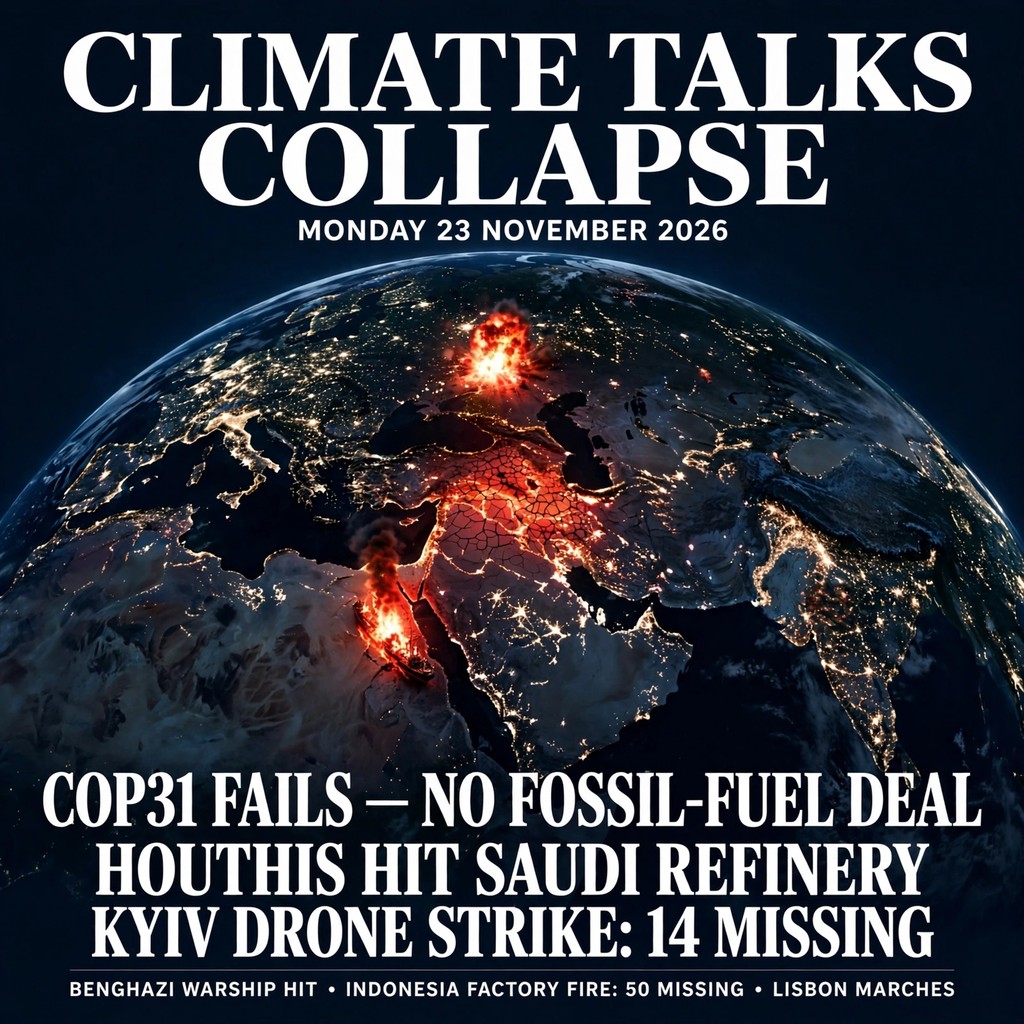 CLIMATE TALKS
COLLAPSE
MONDAY 23 NOVEMBER 2026
COP31 FAILS — NO FOSSIL-FUEL DEAL
HOUTHIS HIT SAUDI REFINERY
KYIV DRONE STRIKE: 14 MISSING
BENGHAZI WARSHIP HIT • INDONESIA FACTORY FIRE: 50 MISSING • LISBON MARCHES